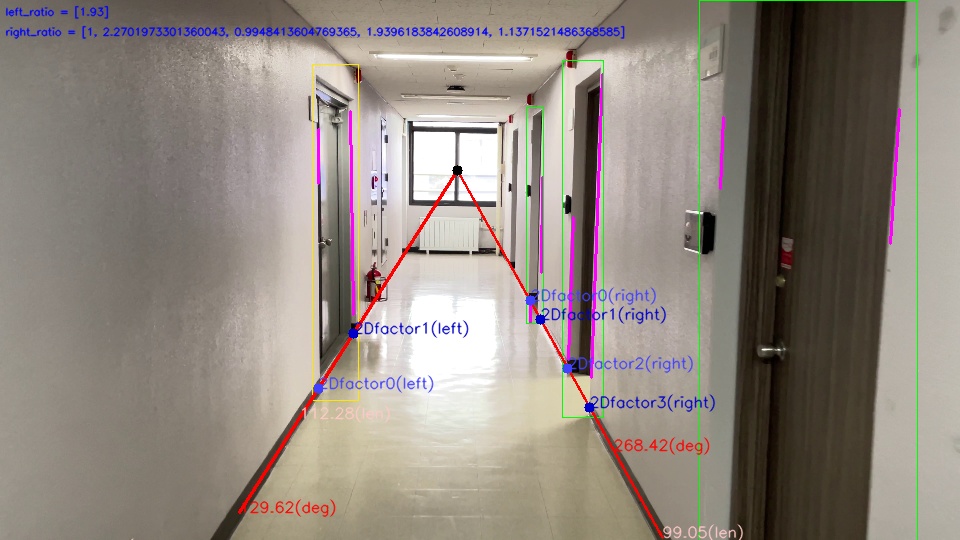 left_ratio = [1.93]
right_ratio = [1, 2.2701973301360043, 0.9948413604769365, 1.9396183842608914, 1.1371521486368585]
2Dfactor0(right)
2Dfactor1(right)
2Dfactor1(left)
2Dfactor2(right)
2Dfactor0(left)
2Dfactor3(right)
112.28(len)
268.42(deg)
29.62(deg)
99.05(len)